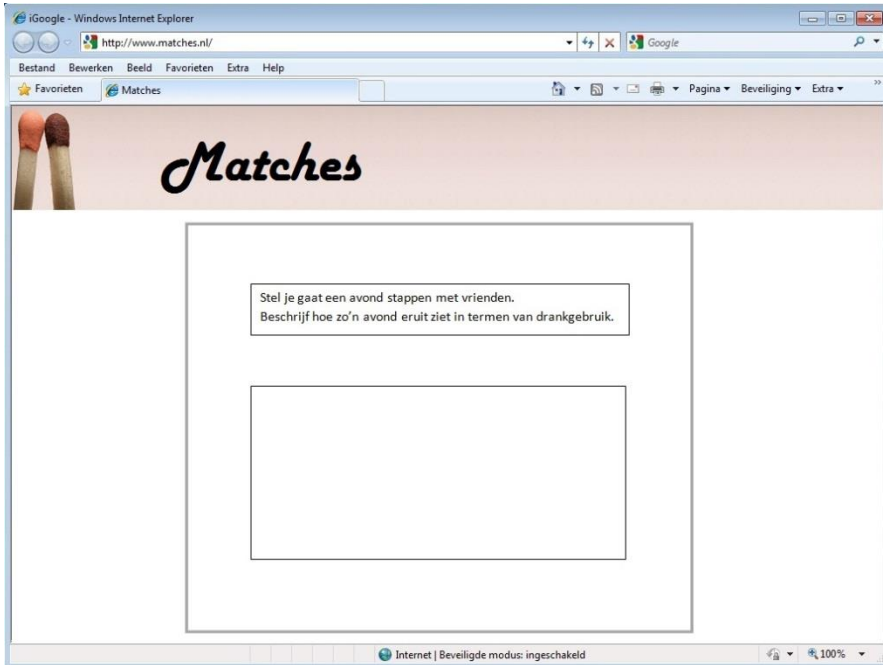 iGoogle - Windows Internet Explorer
http://www.matches.nl/
Google
Bestand Bewerken Beeld Favorieten Extra Help
Favorieten Matches Pagina Beveiliging Extra
Matches
Stel je gaat een avond stappen met vrienden.
Beschrijf hoe zo'n avond eruit ziet in termen van drankgebruik.
Internet | Beveiligde modus: ingeschakeld 100%